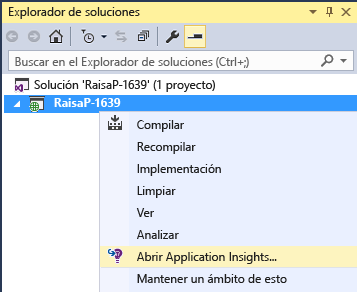 Explorador de soluciones
Buscar en el Explorador de soluciones (Ctrl+;)
Solución 'RaisaP-1639' (1 proyecto)
RaisaP-1639
Compilar
Recompilar
Implementación
Limpiar
Ver
Analizar
Abrir Application Insights...
Mantener un ámbito de esto